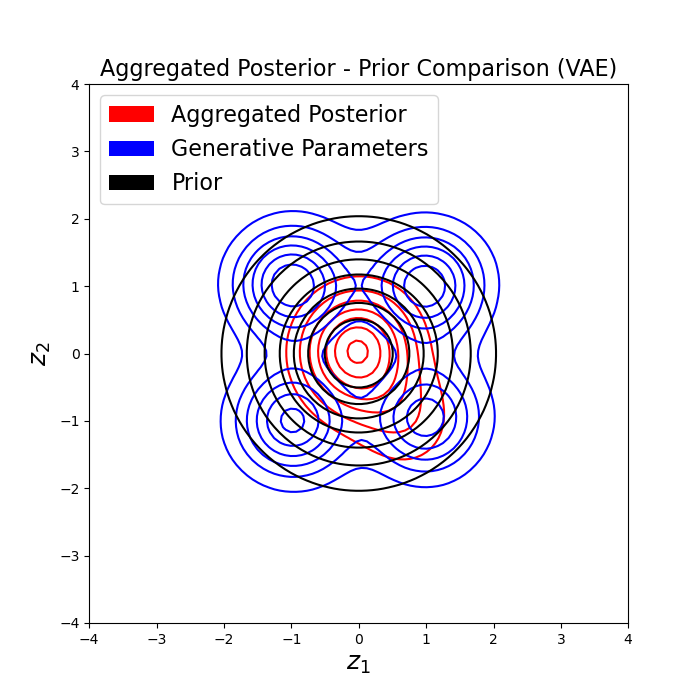 Aggregated Posterior - Prior Comparison (VAE)
Aggregated Posterior
Generative Parameters
Prior
4
3
2
1
0
−1
−2
−3
−4
z₂
−4 −3 −2 −1 0 1 2 3 4
z₁